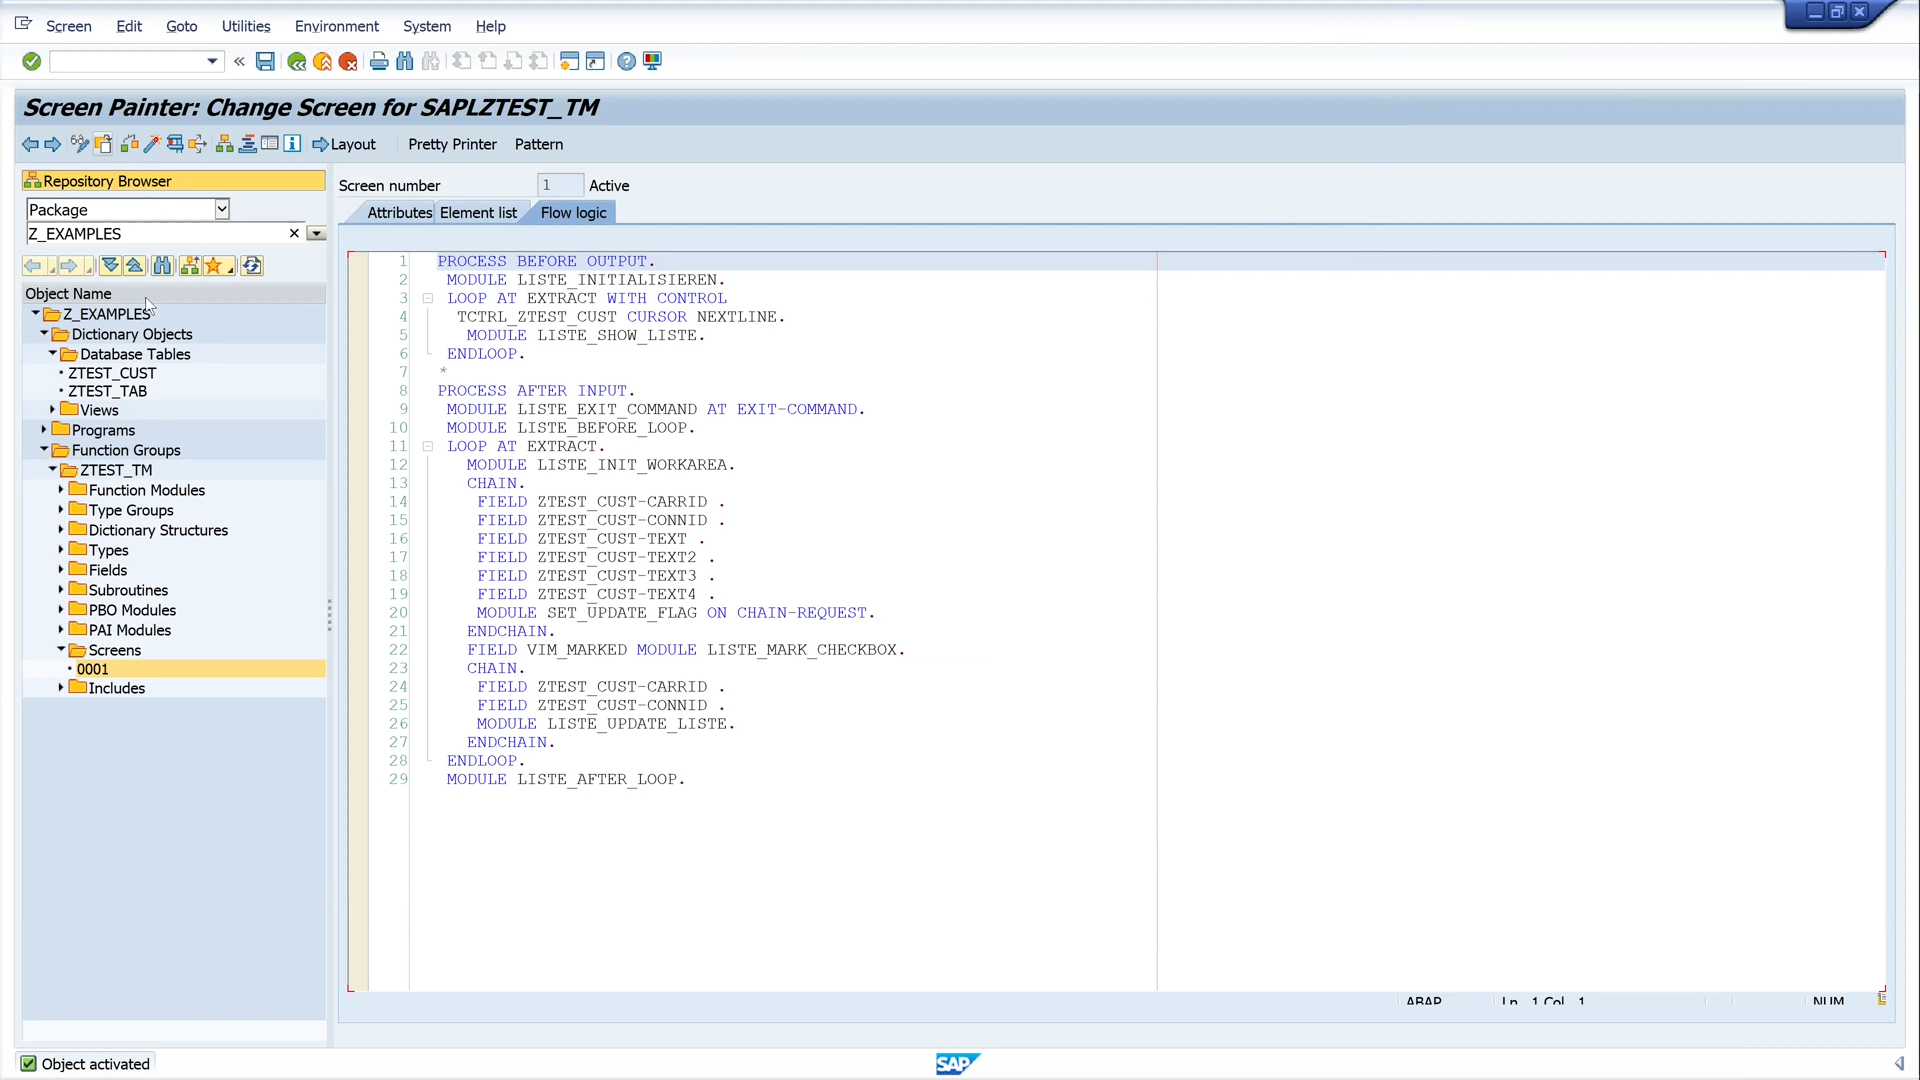 Screen Edit Goto Utilities Environment System Help
Screen Painter: Change Screen for SAPLZTEST_TM
Layout Pretty Printer Pattern
Repository Browser
Package
Z_EXAMPLES
Object Name
Z_EXAMPLES
Dictionary Objects
Database Tables
ZTEST_CUST
ZTEST_TAB
Views
Programs
Function Groups
ZTEST_TM
Function Modules
Type Groups
Dictionary Structures
Types
Fields
Subroutines
PBO Modules
PAI Modules
Screens
0001
Includes
Screen number 1 Active
Attributes Element list Flow logic
1 PROCESS BEFORE OUTPUT.
2 MODULE LISTE_INITIALISIEREN.
3 LOOP AT EXTRACT WITH CONTROL
4 TCTRL_ZTEST_CUST CURSOR NEXTLINE.
5 MODULE LISTE_SHOW_LISTE.
6 ENDLOOP.
7 *
8 PROCESS AFTER INPUT.
9 MODULE LISTE_EXIT_COMMAND AT EXIT-COMMAND.
10 MODULE LISTE_BEFORE_LOOP.
11 LOOP AT EXTRACT.
12 MODULE LISTE_INIT_WORKAREA.
13 CHAIN.
14 FIELD ZTEST_CUST-CARRID .
15 FIELD ZTEST_CUST-CONNID .
16 FIELD ZTEST_CUST-TEXT .
17 FIELD ZTEST_CUST-TEXT2 .
18 FIELD ZTEST_CUST-TEXT3 .
19 FIELD ZTEST_CUST-TEXT4 .
20 MODULE SET_UPDATE_FLAG ON CHAIN-REQUEST.
21 ENDCHAIN.
22 FIELD VIM_MARKED MODULE LISTE_MARK_CHECKBOX.
23 CHAIN.
24 FIELD ZTEST_CUST-CARRID .
25 FIELD ZTEST_CUST-CONNID .
26 MODULE LISTE_UPDATE_LISTE.
27 ENDCHAIN.
28 ENDLOOP.
29 MODULE LISTE_AFTER_LOOP.
ABAP Ln 1 Col 1 NUM
Object activated
SAP